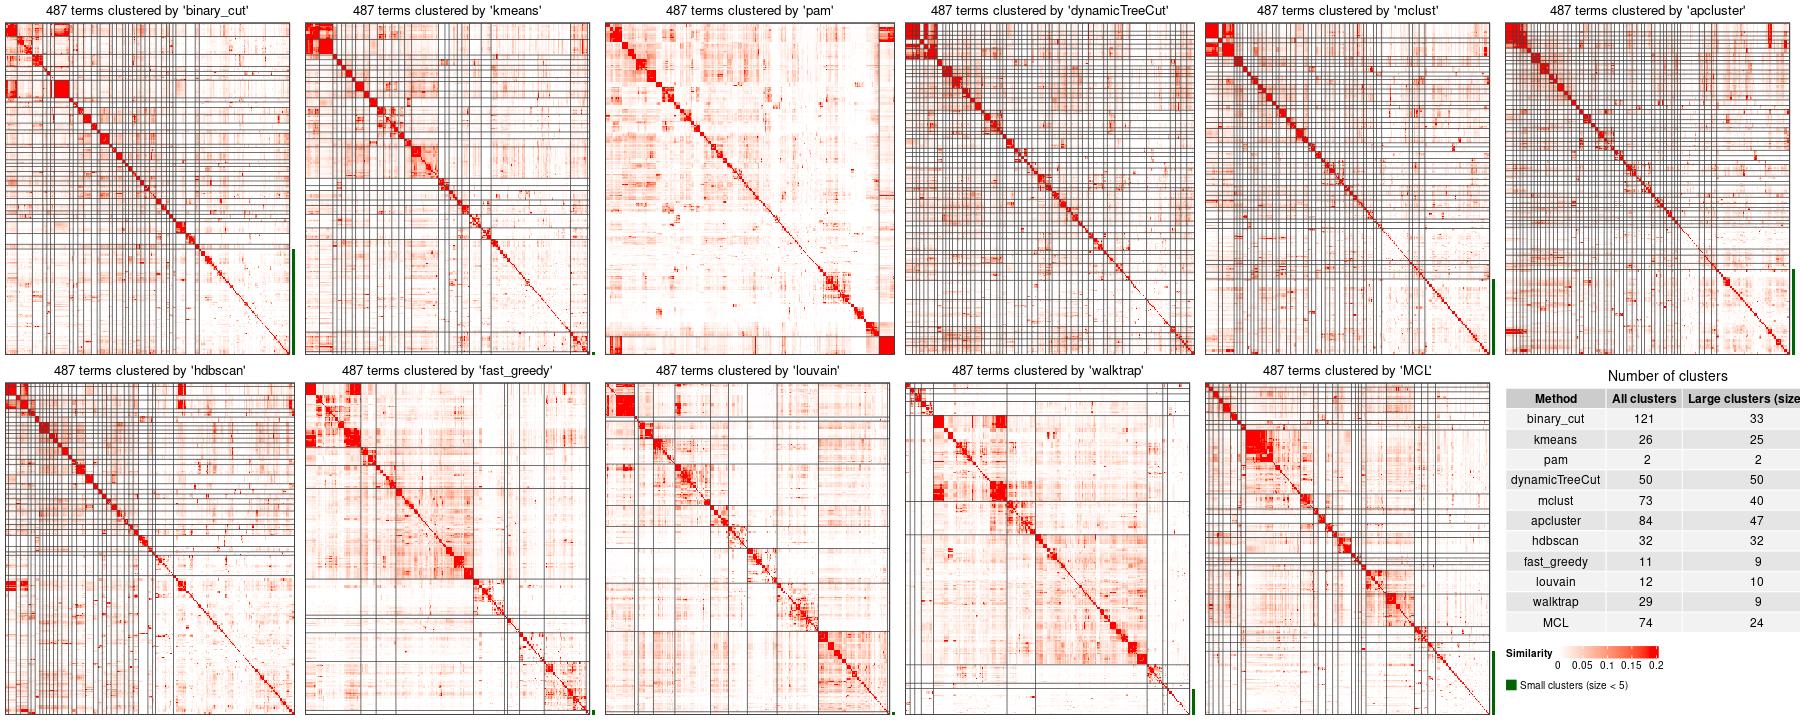 487 terms clustered by 'binary_cut'
487 terms clustered by 'kmeans'
487 terms clustered by 'pam'
487 terms clustered by 'dynamicTreeCut'
487 terms clustered by 'mclust'
487 terms clustered by 'apcluster'
487 terms clustered by 'hdbscan'
487 terms clustered by 'fast_greedy'
487 terms clustered by 'louvain'
487 terms clustered by 'walktrap'
487 terms clustered by 'MCL'
Number of clusters
Method All clusters Large clusters (size
binary_cut 121 33
kmeans 26 25
pam 2 2
dynamicTreeCut 50 50
mclust 73 40
apcluster 84 47
hdbscan 32 32
fast_greedy 11 9
louvain 12 10
walktrap 29 9
MCL 74 24
Similarity
0 0.05 0.1 0.15 0.2
Small clusters (size < 5)